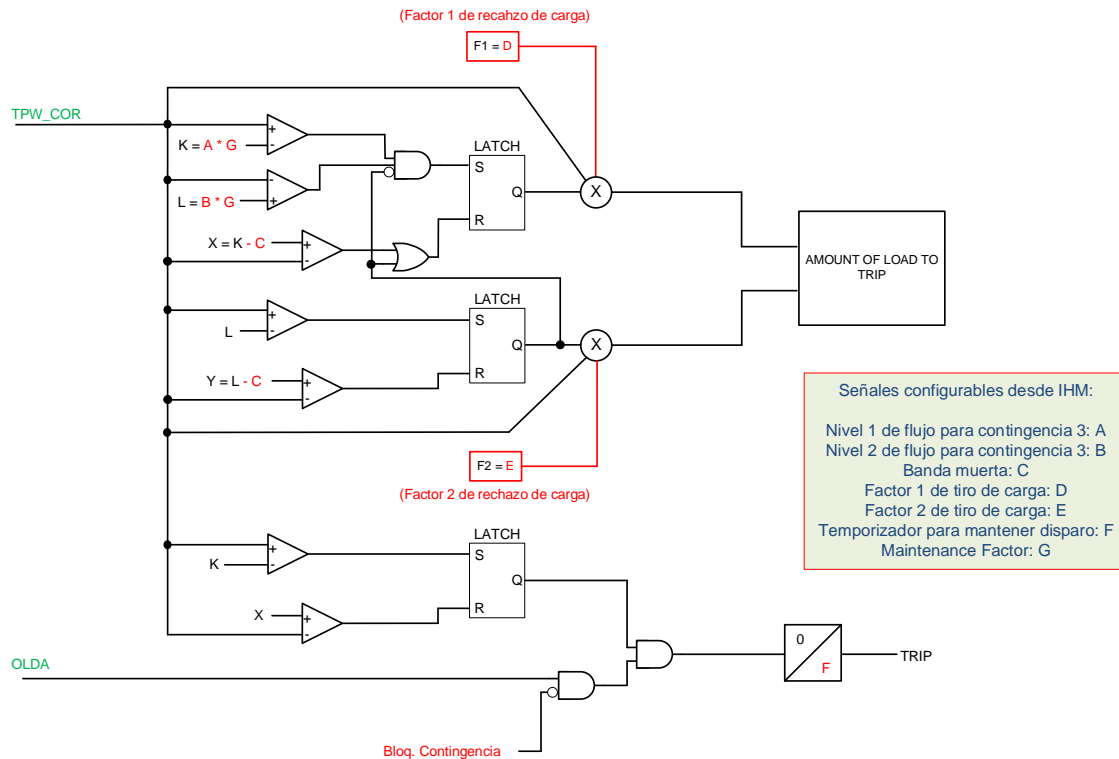 (Factor 1 de recahzo de carga)
F1 = D
TPW_COR
K = A * G
+
-
LATCH
S
Q
R
X
L = B * G
-
+
X = K - C
+
-
AMOUNT OF LOAD TO
TRIP
LATCH
S
Q
R
X
L
+
-
Y = L - C
+
-
F2 = E
(Factor 2 de rechazo de carga)
Señales configurables desde IHM:
Nivel 1 de flujo para contingencia 3: A
Nivel 2 de flujo para contingencia 3: B
Banda muerta: C
Factor 1 de tiro de carga: D
Factor 2 de tiro de carga: E
Temporizador para mantener disparo: F
Maintenance Factor: G
LATCH
S
Q
R
K
+
-
X
+
-
OLDA
0
F
TRIP
Bloq. Contingencia